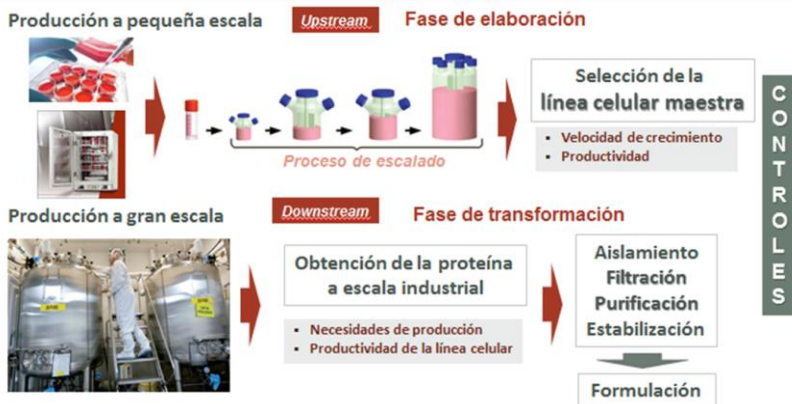 Producción a pequeña escala
Upstream
Fase de elaboración
Proceso de escalado
Selección de la
línea celular maestra
▪ Velocidad de crecimiento
▪ Productividad
Producción a gran escala
Downstream
Fase de transformación
Obtención de la proteína
a escala industrial
▪ Necesidades de producción
▪ Productividad de la línea celular
Aislamiento
Filtración
Purificación
Estabilización
Formulación
CONTROLES